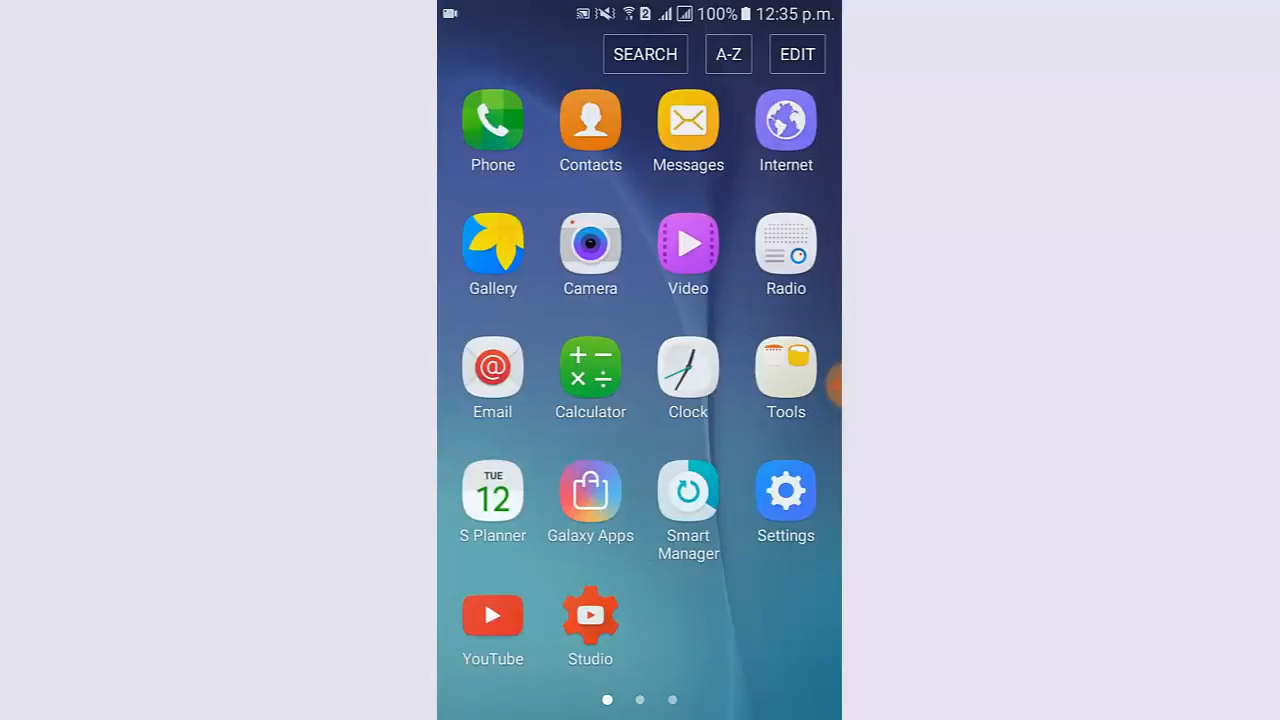 2 100% 12:35 p.m.
SEARCH A-Z EDIT
Phone Contacts Messages Internet
Gallery Camera Video Radio
@
Email Calculator Clock Tools
TUE
12
S Planner Galaxy Apps Smart Manager Settings
YouTube Studio